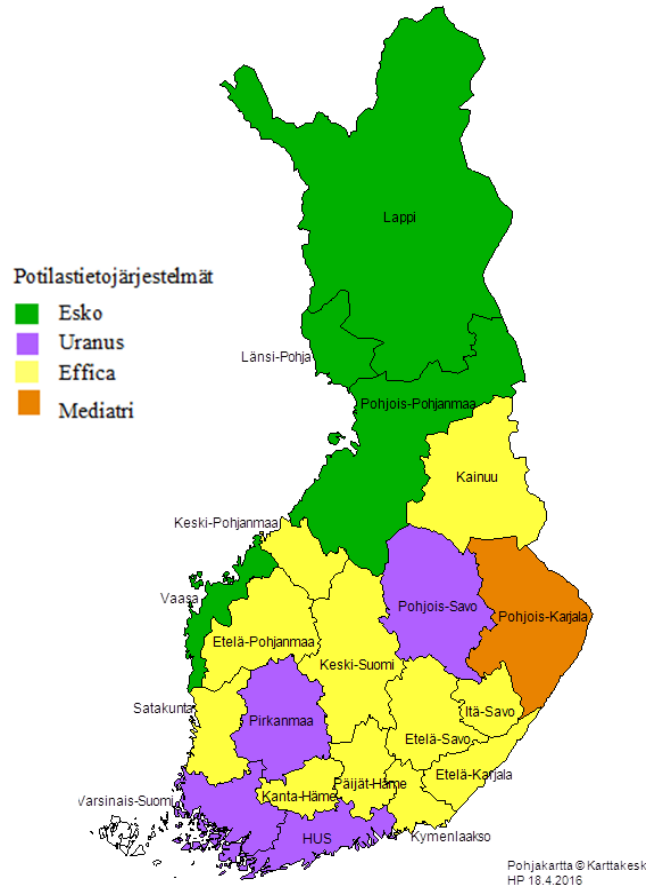 Lappi
Potilastietojärjestelmät
Esko
Uranus
Effica
Mediatri
Länsi-Pohja
Pohjois-Pohjanmaa
Kainuu
Keski-Pohjanmaa
Vaasa
Pohjois-Savo
Pohjois-Karjala
Etelä-Pohjanmaa
Keski-Suomi
Satakunta
Pirkanmaa
Itä-Savo
Etelä-Savo
Etelä-Karjala
Päijät-Häme
Kanta-Häme
Varsinais-Suomi
HUS
Kymenlaakso
Pohjakartta © Karttakesk
HP 18.4.2016